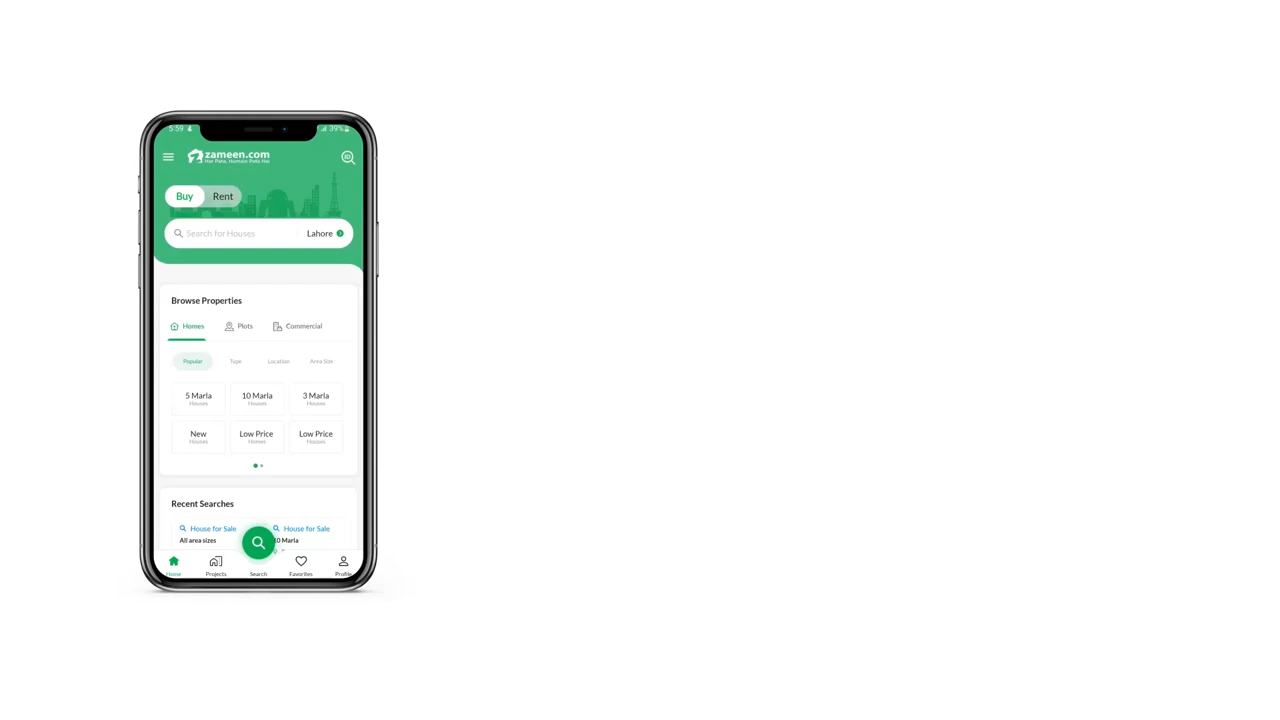 5:59
39%
zameen.com
Har Pata, Humain Pata Hai
ID
Buy
Rent
Search for Houses
Lahore
Browse Properties
Homes
Plots
Commercial
Popular
Type
Location
Area Size
5 Marla
Houses
10 Marla
Houses
3 Marla
Houses
New
Houses
Low Price
Homes
Low Price
Houses
Recent Searches
House for Sale
All area sizes
House for Sale
10 Marla
Home
Projects
Search
Favorites
Profile